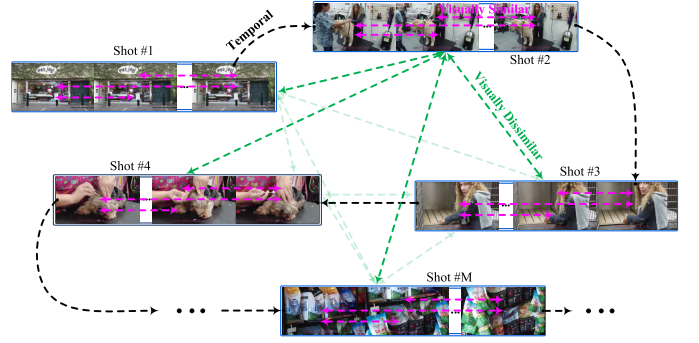 Shot #1
Temporal
Visually Similar
Shot #2
Visually Dissimilar
Shot #4
Shot #3
Shot #M